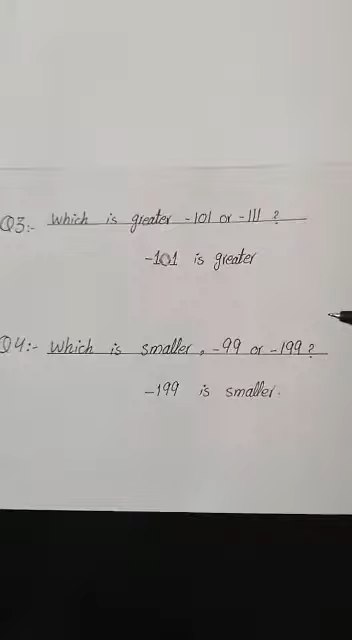 Q3:- Which is greater -101 or -111 ?
-101 is greater
Q4:- Which is smaller, -99 or -199 ?
-199 is smaller.